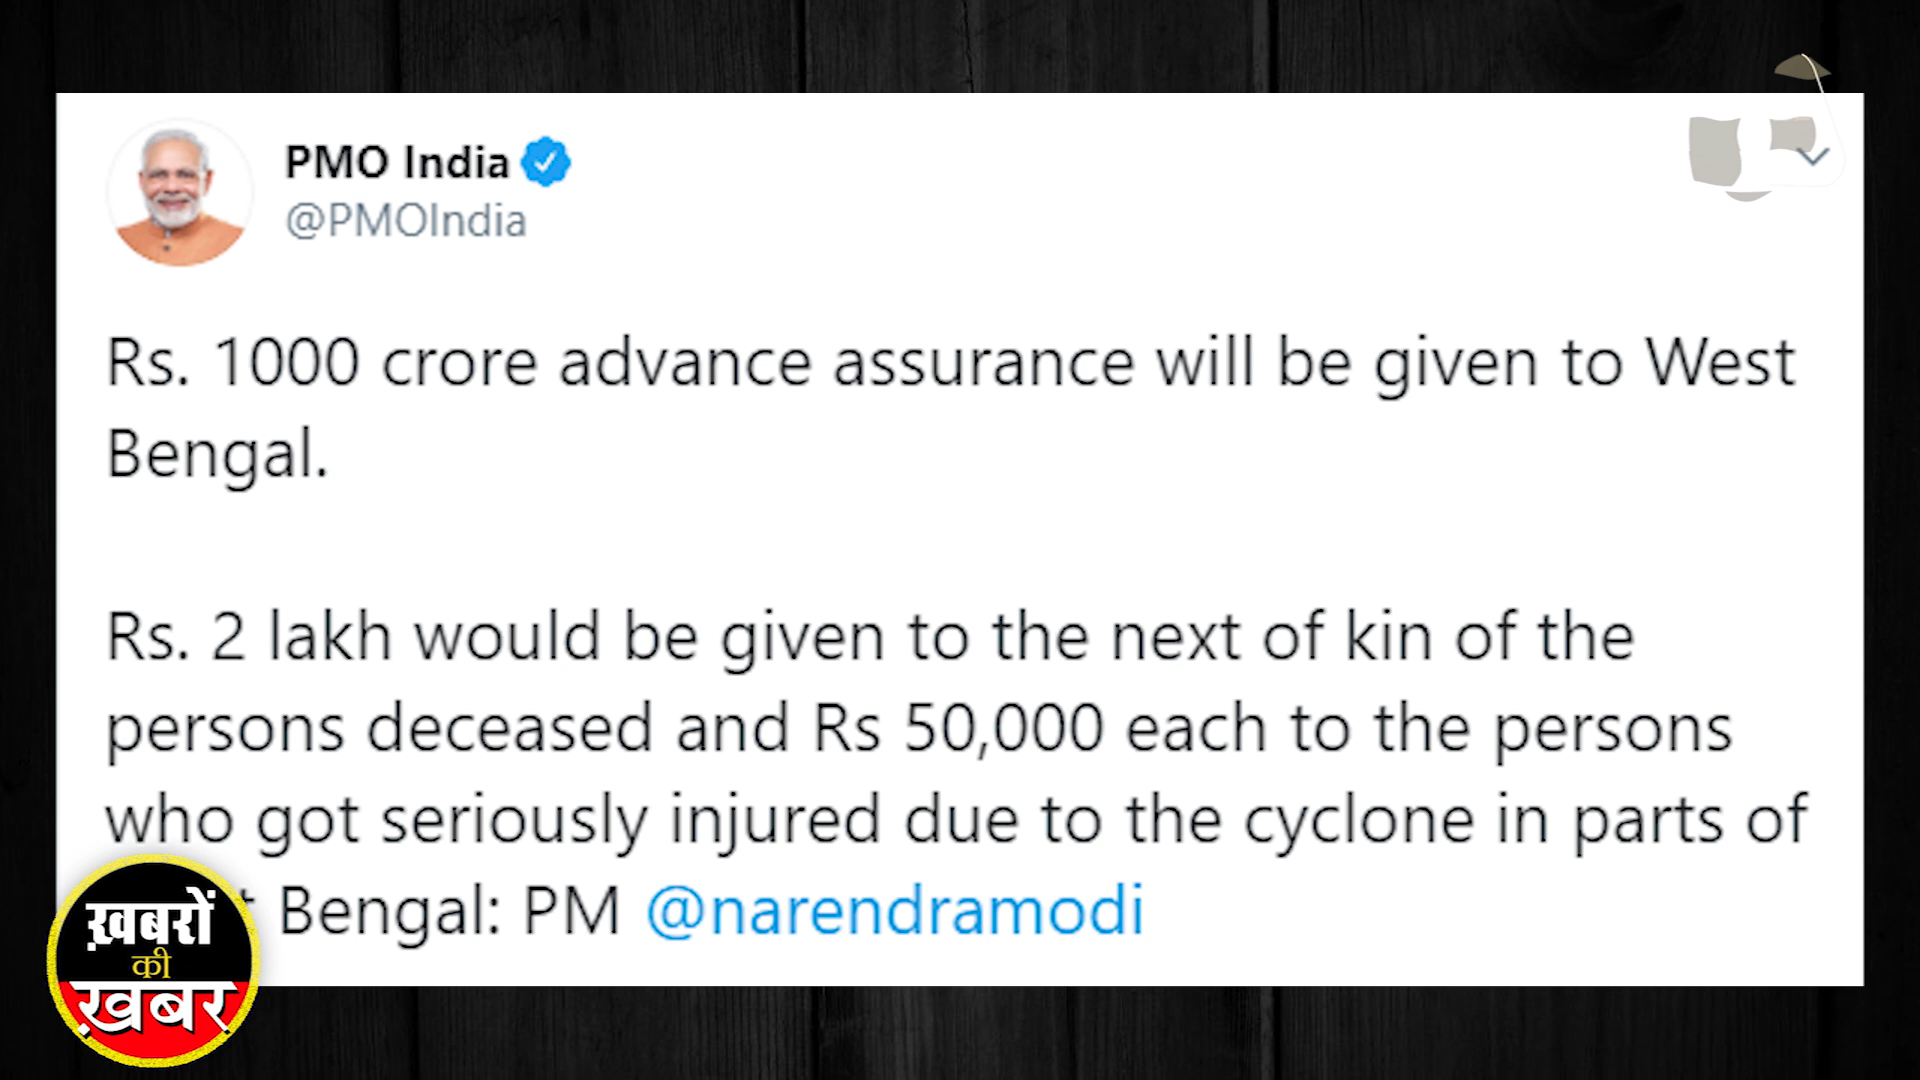 PMO India
@PMOIndia
Rs. 1000 crore advance assurance will be given to West
Bengal.
Rs. 2 lakh would be given to the next of kin of the
persons deceased and Rs 50,000 each to the persons
who got seriously injured due to the cyclone in parts of
Bengal: PM @narendramodi
ख़बरों
की
ख़बर